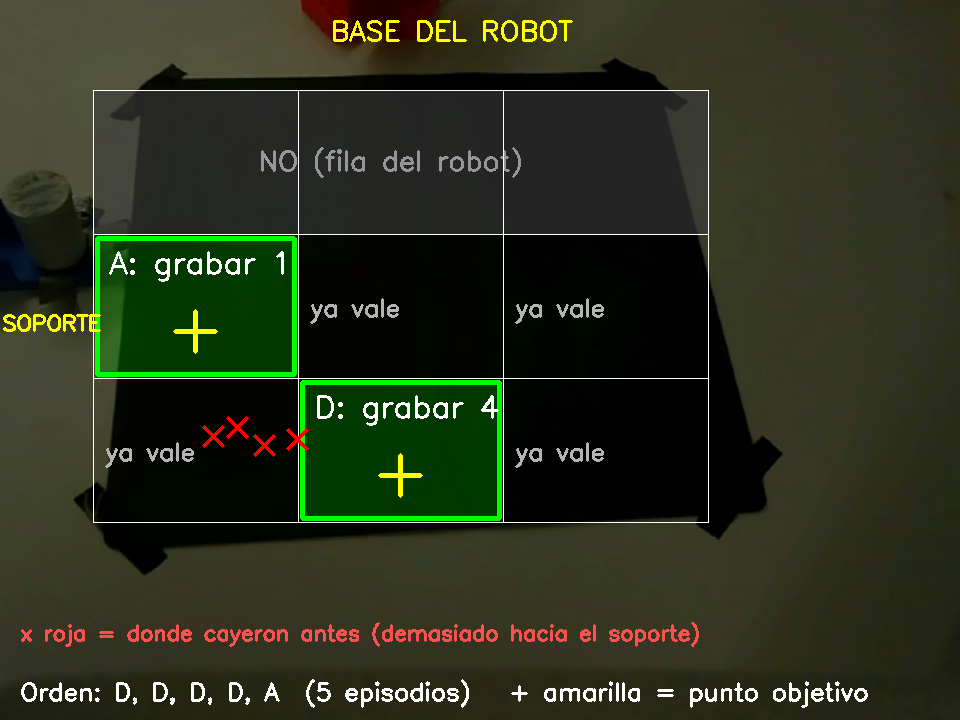 BASE DEL ROBOT
NO (fila del robot)
A: grabar 1
ya vale
ya vale
SOPORTE
D: grabar 4
ya vale
ya vale
x roja = donde cayeron antes (demasiado hacia el soporte)
Orden: D, D, D, D, A (5 episodios) + amarilla = punto objetivo